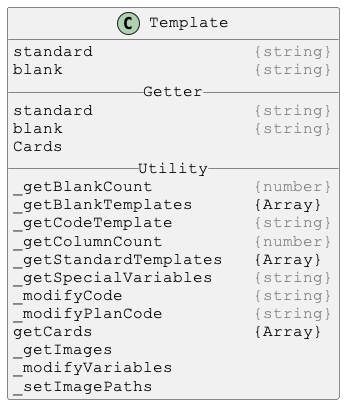 C Template
standard {string}
blank {string}
Getter
standard {string}
blank {string}
Cards
Utility
_getBlankCount {number}
_getBlankTemplates {Array}
_getCodeTemplate {string}
_getColumnCount {number}
_getStandardTemplates {Array}
_getSpecialVariables {string}
_modifyCode {string}
_modifyPlanCode {string}
getCards {Array}
_getImages
_modifyVariables
_setImagePaths